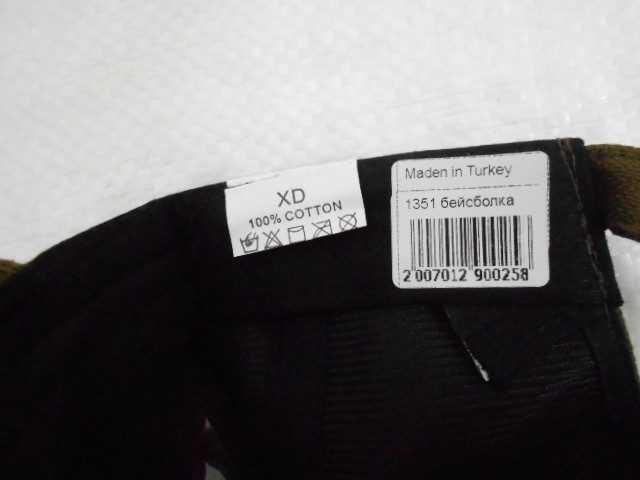 XD
100% COTTON
Maden in Turkey
1351 бейсболка
2 007012 900258